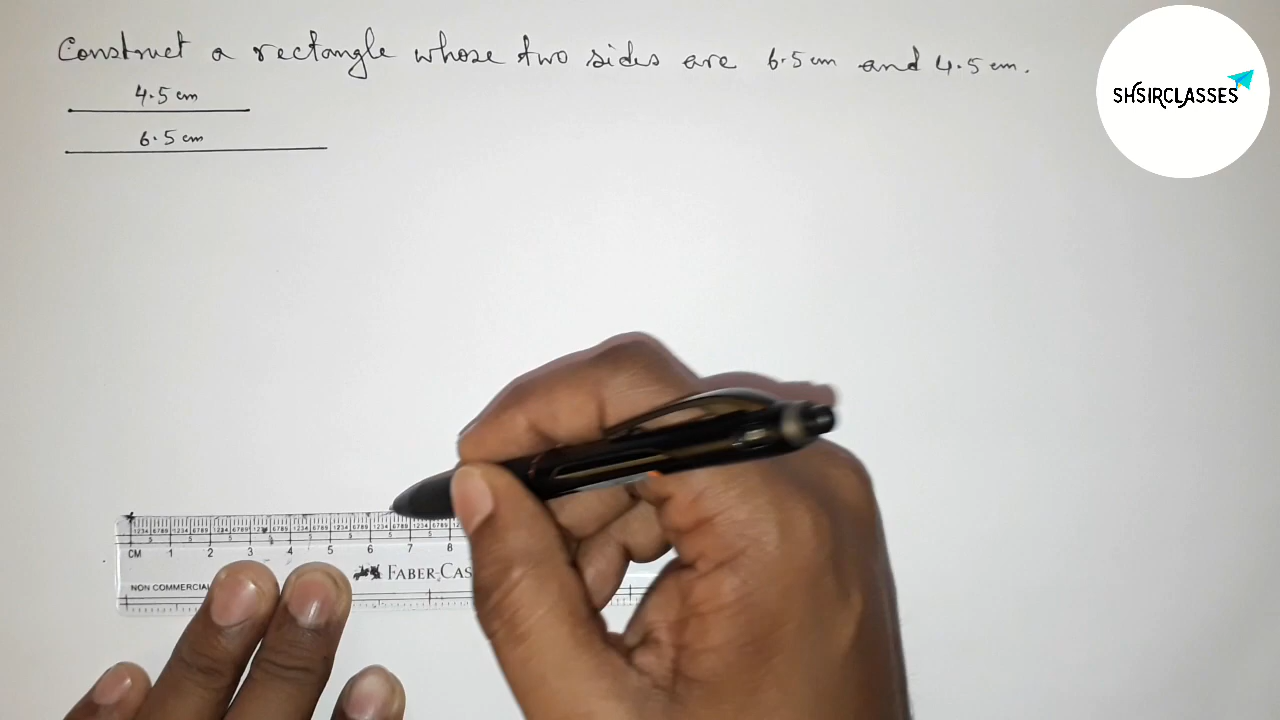 Construct a rectangle whose two sides are 6.5 cm and 4.5 cm.
4.5 cm
6.5 cm
SHSIRCLASSES
CM 1 2 3 4 5 6 7 8
FABER-CAS
NON COMMERCIAL